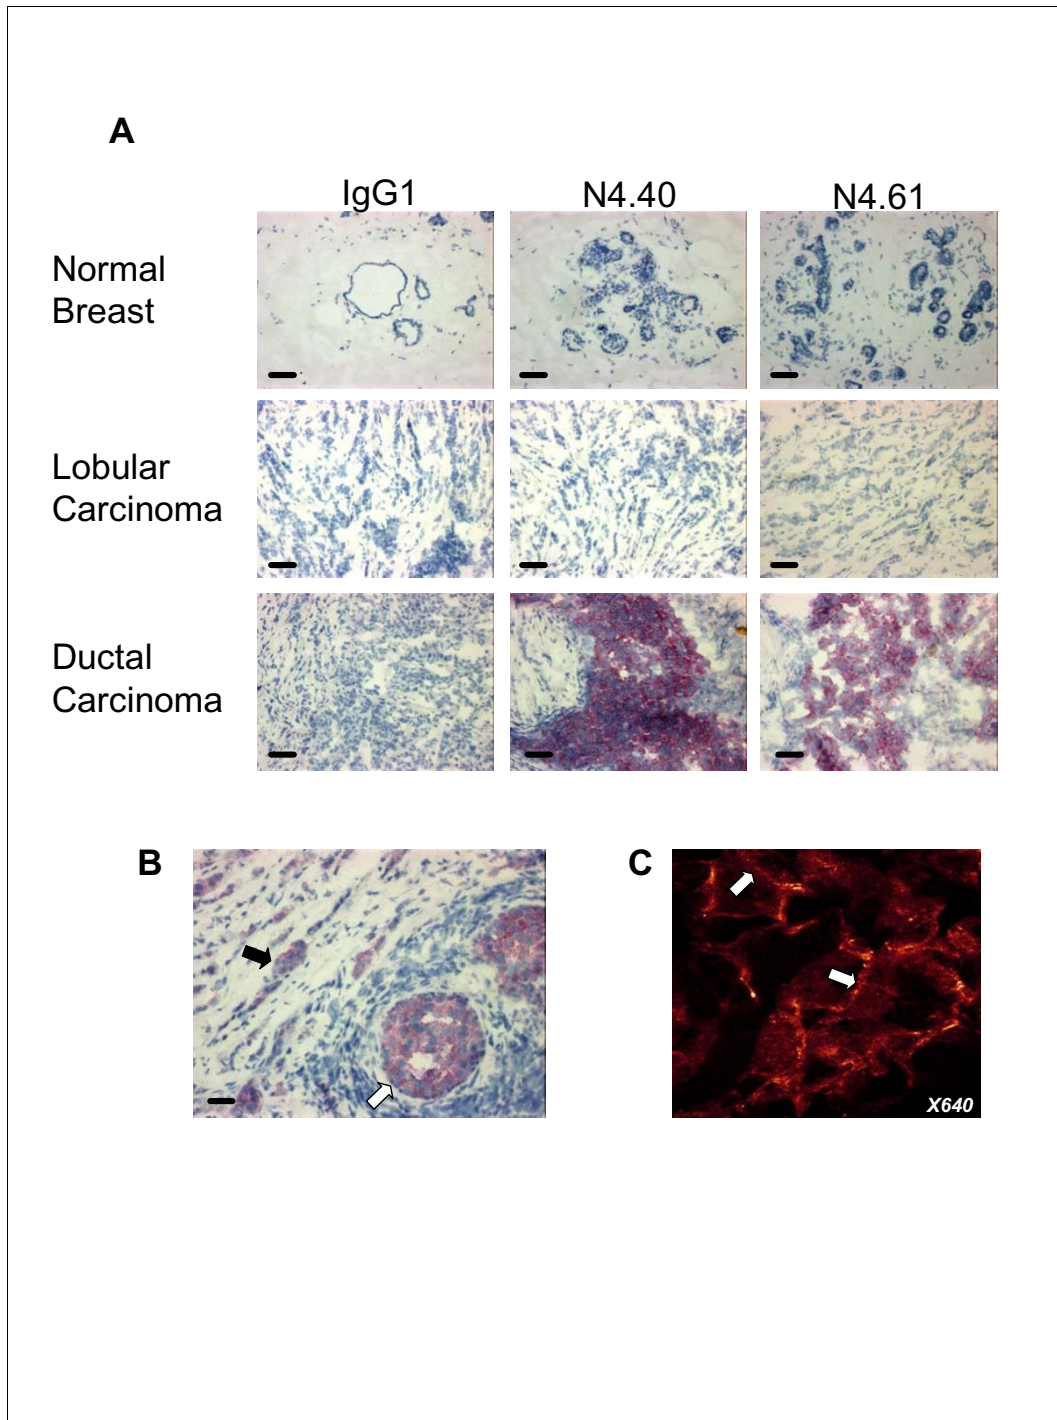 A
IgG1 N4.40 N4.61
Normal
Breast
Lobular
Carcinoma
Ductal
Carcinoma
B
C
X640